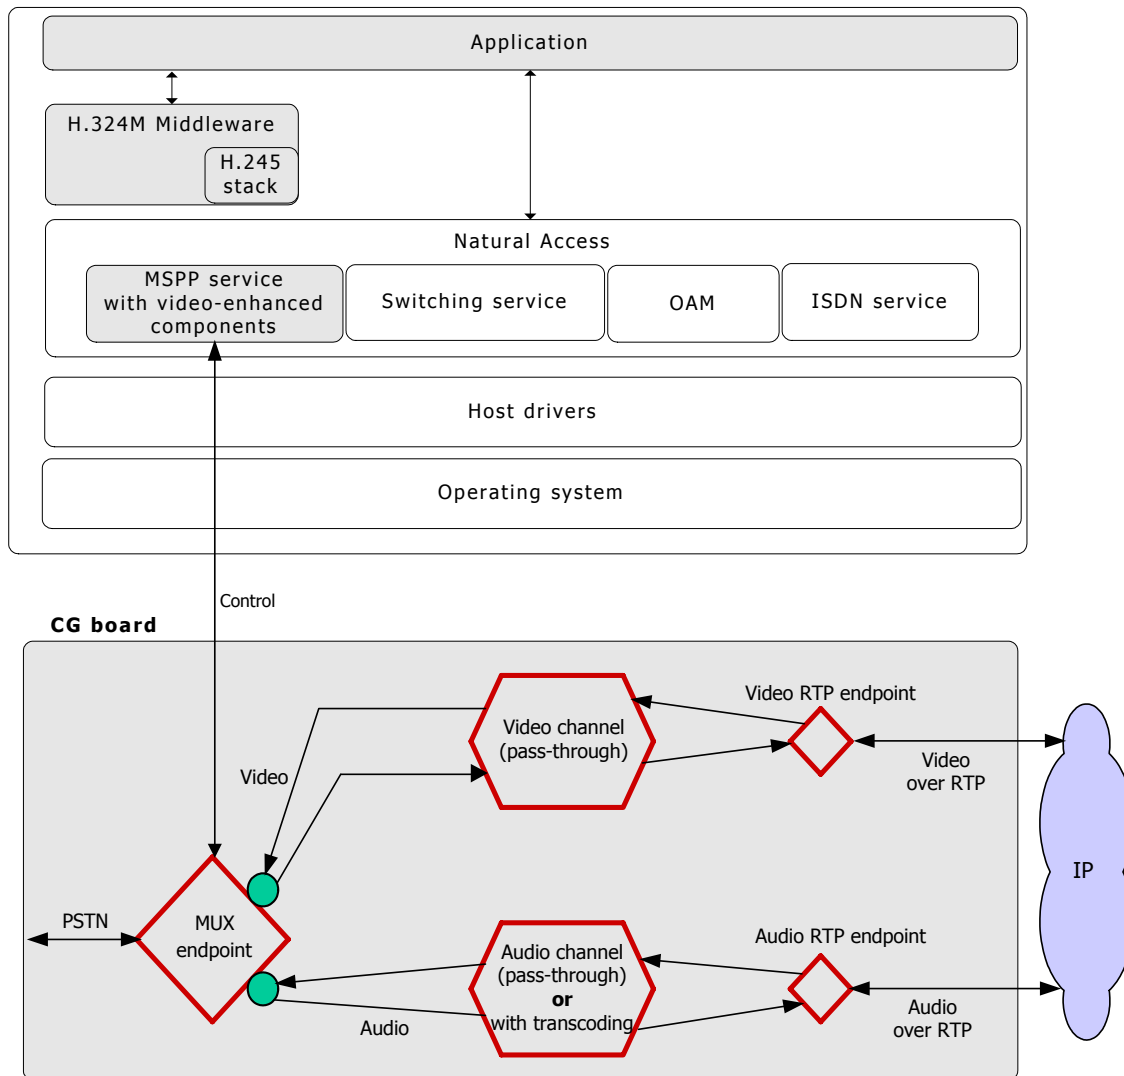 Application
H.324M Middleware
H.245
stack
Natural Access
MSPP service
with video-enhanced
components
Switching service
OAM
ISDN service
Host drivers
Operating system
Control
CG board
Video RTP endpoint
Video channel
(pass-through)
Video
Video
over RTP
IP
PSTN
MUX
endpoint
Audio RTP endpoint
Audio channel
(pass-through)
or
with transcoding
Audio
Audio
over RTP